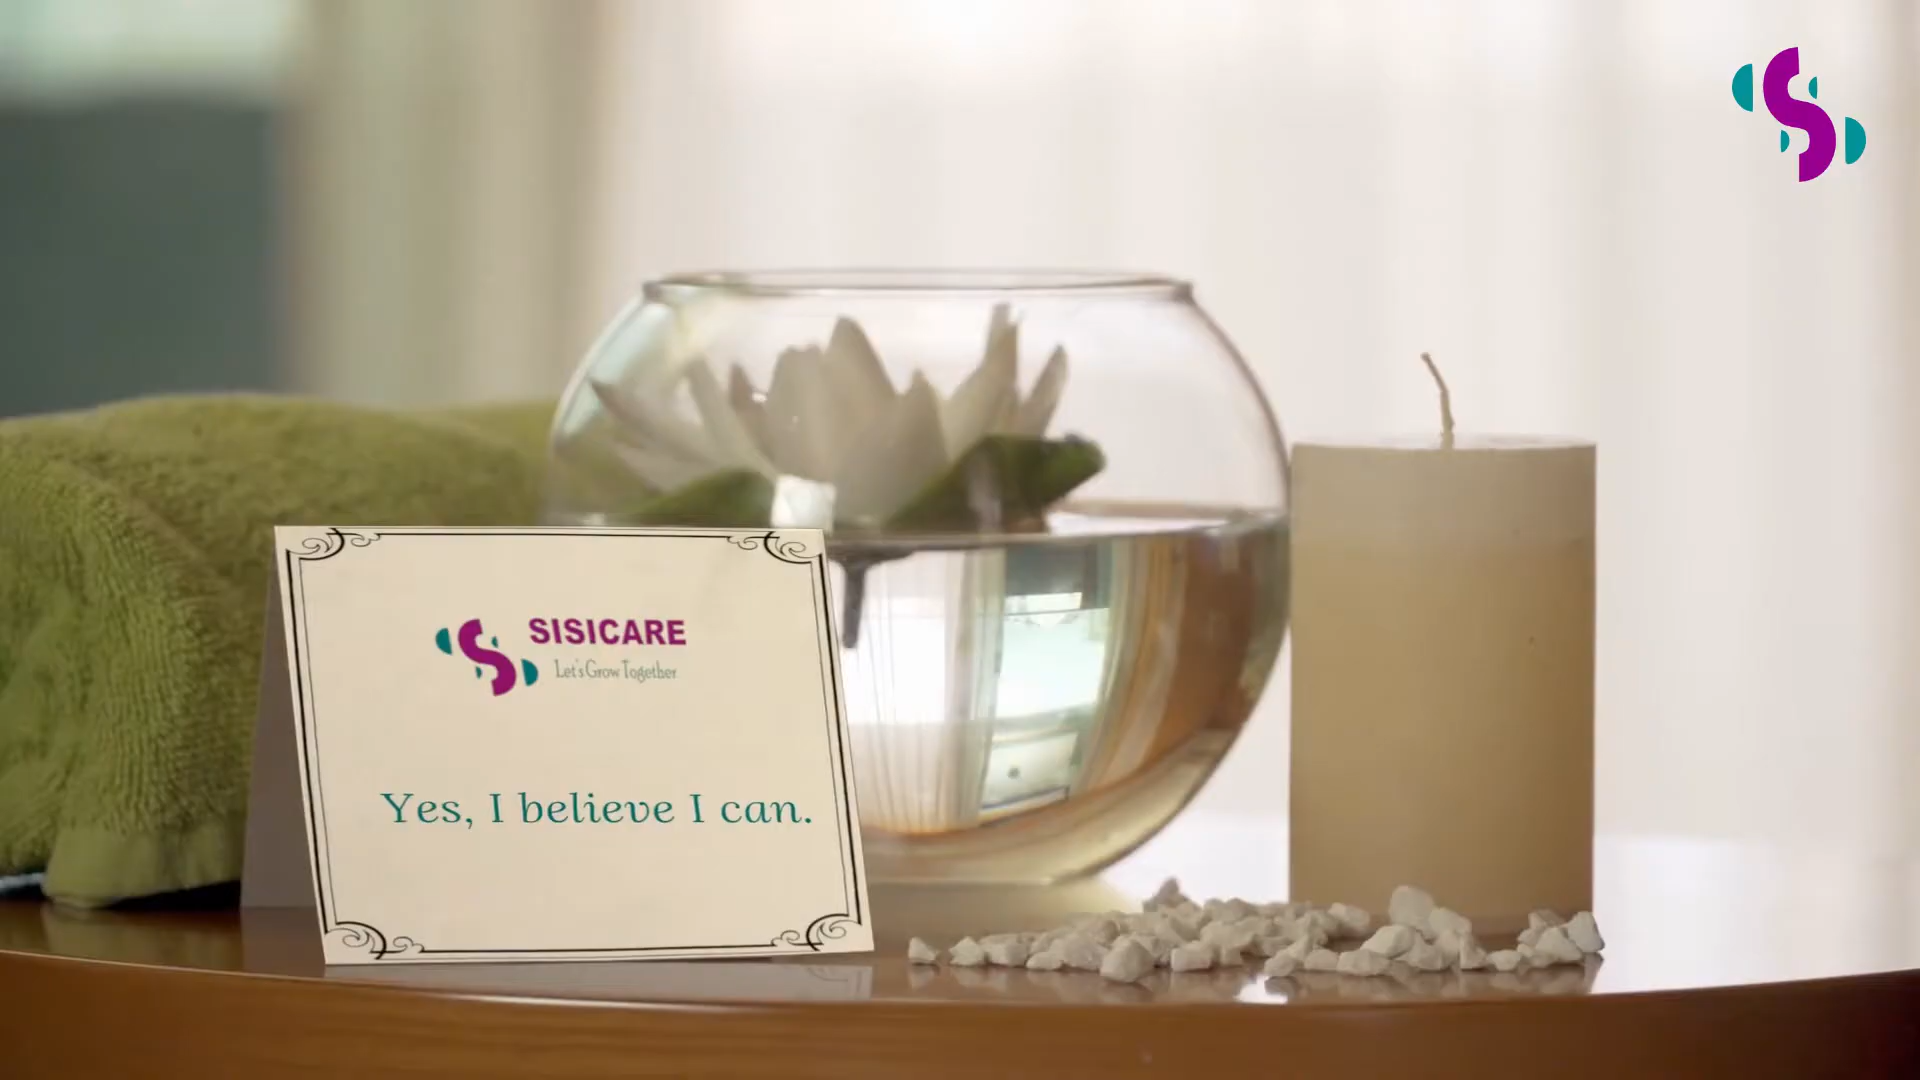 SISICARE
Let's Grow Together
Yes, I believe I can.